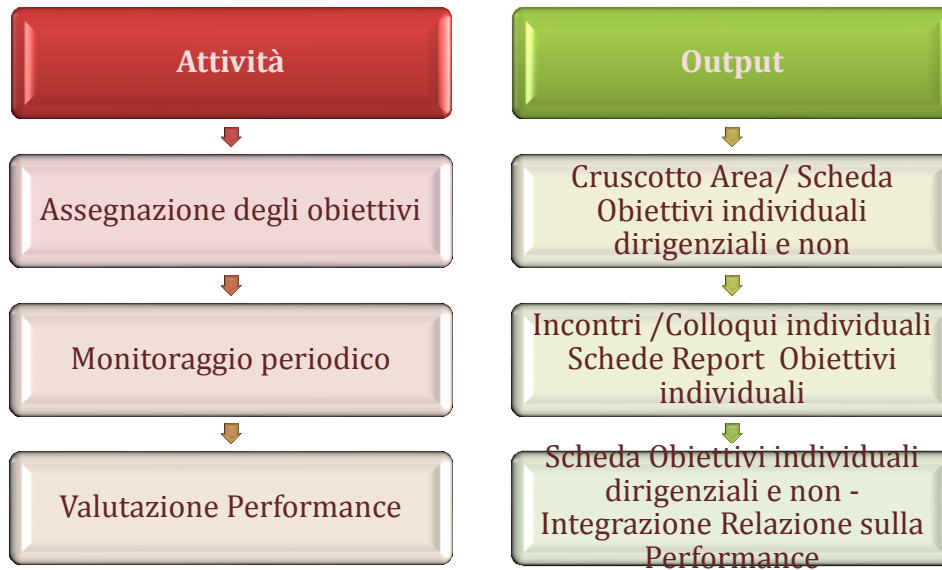 Attività
Assegnazione degli obiettivi
Monitoraggio periodico
Valutazione Performance
Output
Cruscotto Area/ Scheda
Obiettivi individuali
dirigenziali e non
Incontri /Colloqui individuali
Schede Report Obiettivi
individuali
Scheda Obiettivi individuali
dirigenziali e non -
Integrazione Relazione sulla
Performance